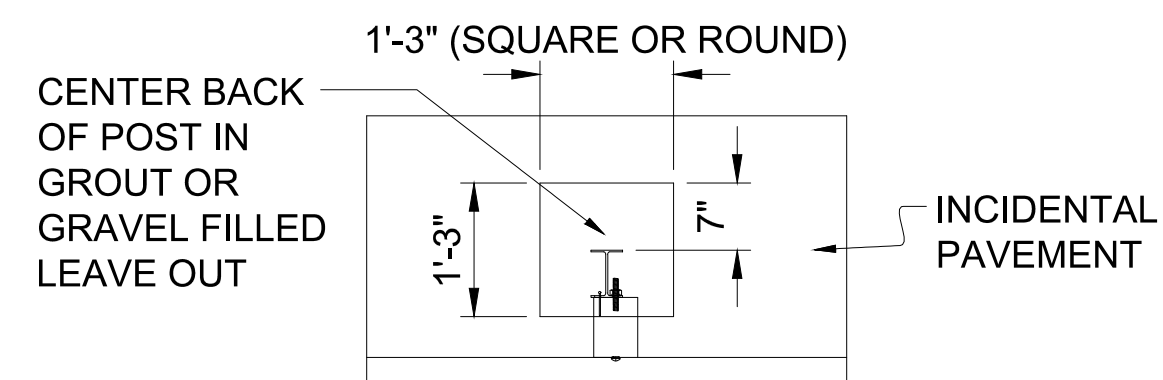 1'-3" (SQUARE OR ROUND)
CENTER BACK
OF POST IN
GROUT OR
GRAVEL FILLED
LEAVE OUT
1'-3"
7"
INCIDENTAL
PAVEMENT